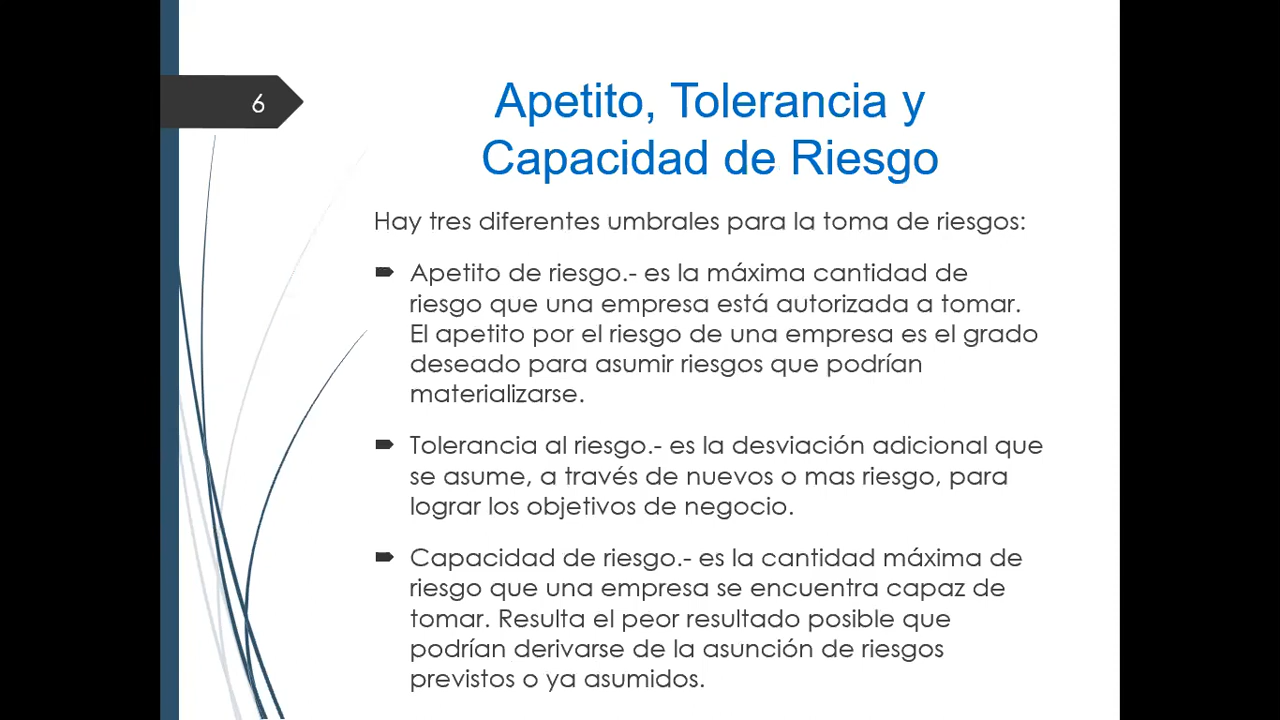 6
Apetito, Tolerancia y
Capacidad de Riesgo
Hay tres diferentes umbrales para la toma de riesgos:
Apetito de riesgo.- es la máxima cantidad de
riesgo que una empresa está autorizada a tomar.
El apetito por el riesgo de una empresa es el grado
deseado para asumir riesgos que podrían
materializarse.
Tolerancia al riesgo.- es la desviación adicional que
se asume, a través de nuevos o mas riesgo, para
lograr los objetivos de negocio.
Capacidad de riesgo.- es la cantidad máxima de
riesgo que una empresa se encuentra capaz de
tomar. Resulta el peor resultado posible que
podrían derivarse de la asunción de riesgos
previstos o ya asumidos.